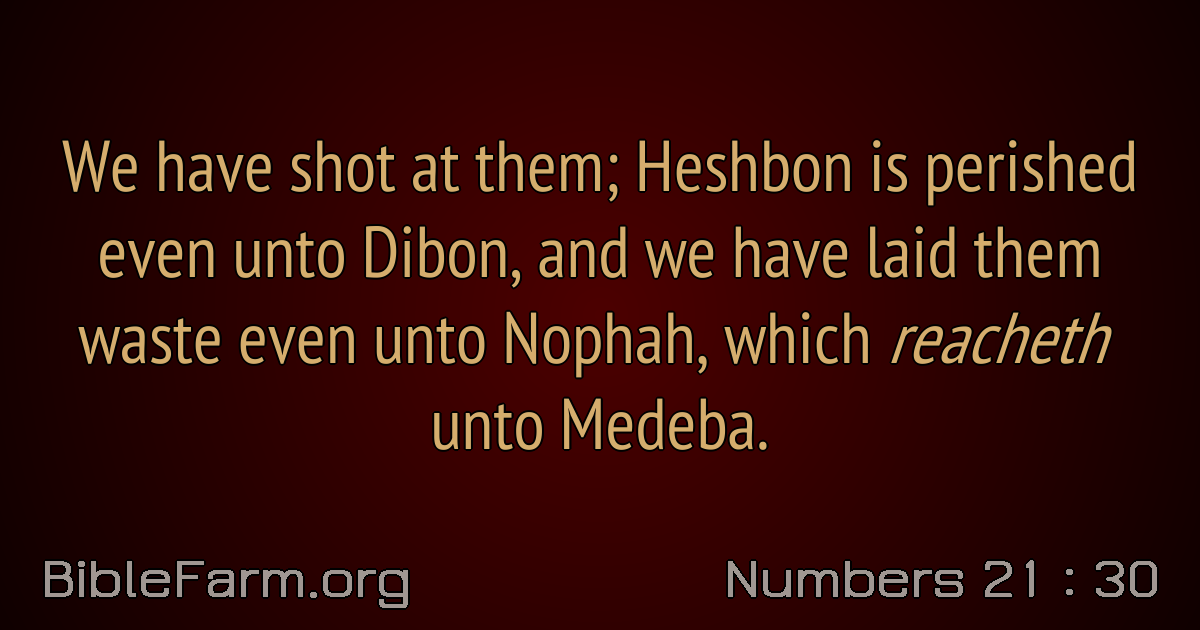 We have shot at them; Heshbon is perished
even unto Dibon, and we have laid them
waste even unto Nophah, which reacheth
unto Medeba.
BibleFarm.org
Numbers 21 : 30